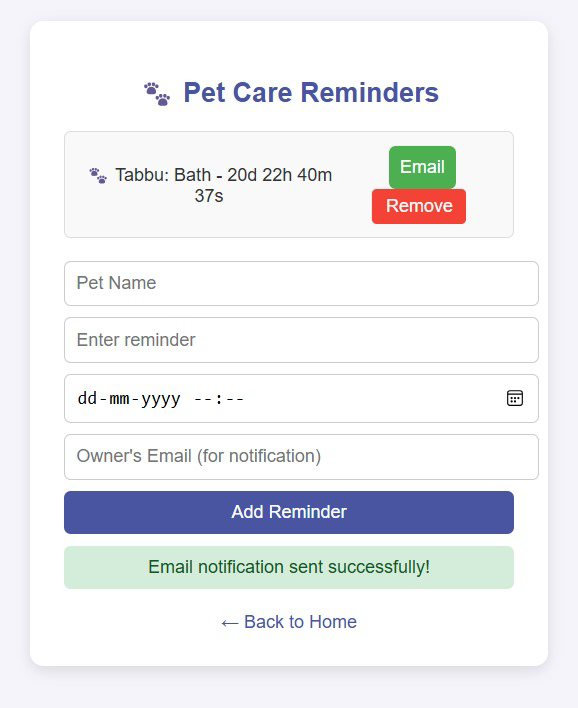 Pet Care Reminders
Tabbu: Bath - 20d 22h 40m
37s
Email
Remove
Pet Name
Enter reminder
dd-mm-yyyy --:--
Owner's Email (for notification)
Add Reminder
Email notification sent successfully!
← Back to Home